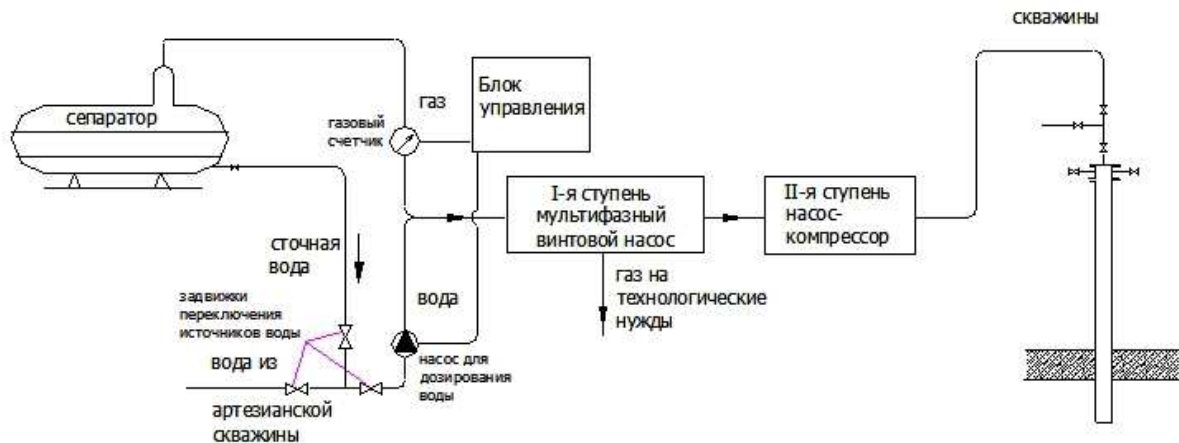 скважины
сепаратор
газ
Блок
управления
газовый
счетчик
I-я ступень
мультифазный
винтовой насос
II-я ступень
насос-
компрессор
сточная
вода
газ на
технологические
нужды
задвижки
переключения
источников воды
вода
вода из
насос для
дозирования
воды
артезианской
скважины